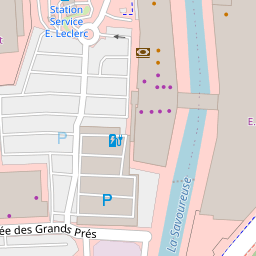 Station
Service
E. Leclerc
P
E.
P
La Savoureuse
ée des Grands Prés